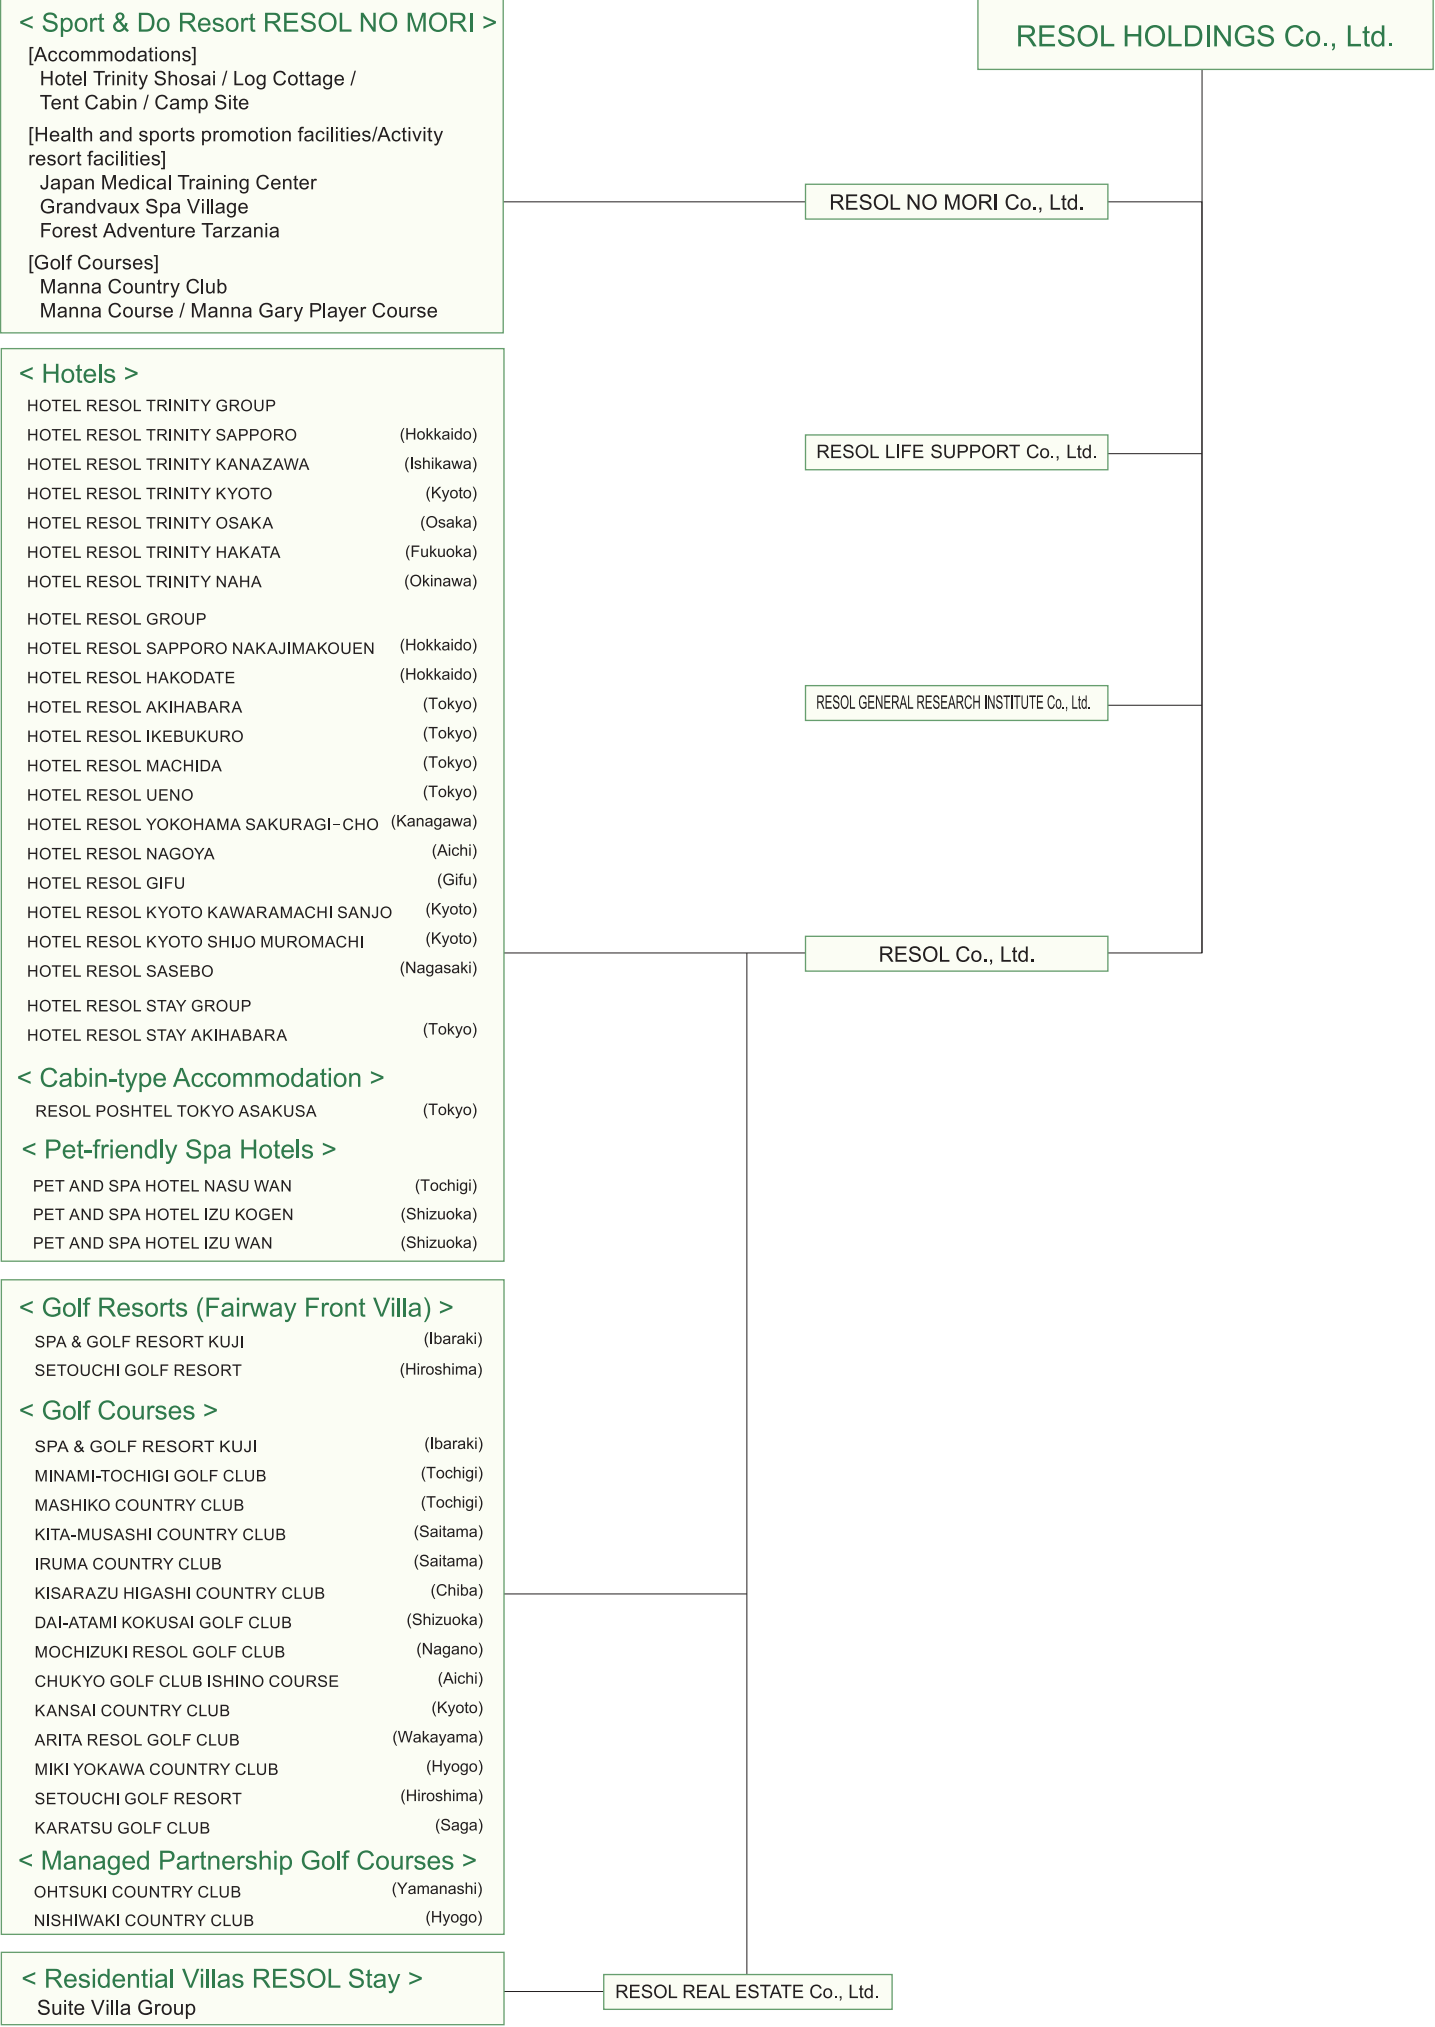 < Sport & Do Resort RESOL NO MORI >
[Accommodations]
Hotel Trinity Shosai / Log Cottage /
Tent Cabin / Camp Site
[Health and sports promotion facilities/Activity
resort facilities]
Japan Medical Training Center
Grandvaux Spa Village
Forest Adventure Tarzania
[Golf Courses]
Manna Country Club
Manna Course / Manna Gary Player Course
RESOL HOLDINGS Co., Ltd.
RESOL NO MORI Co., Ltd.
RESOL LIFE SUPPORT Co., Ltd.
RESOL GENERAL RESEARCH INSTITUTE Co., Ltd.
RESOL Co., Ltd.
< Hotels >
HOTEL RESOL TRINITY GROUP
HOTEL RESOL TRINITY SAPPORO (Hokkaido)
HOTEL RESOL TRINITY KANAZAWA (Ishikawa)
HOTEL RESOL TRINITY KYOTO (Kyoto)
HOTEL RESOL TRINITY OSAKA (Osaka)
HOTEL RESOL TRINITY HAKATA (Fukuoka)
HOTEL RESOL TRINITY NAHA (Okinawa)
HOTEL RESOL GROUP
HOTEL RESOL SAPPORO NAKAJIMAKOUEN (Hokkaido)
HOTEL RESOL HAKODATE (Hokkaido)
HOTEL RESOL AKIHABARA (Tokyo)
HOTEL RESOL IKEBUKURO (Tokyo)
HOTEL RESOL MACHIDA (Tokyo)
HOTEL RESOL UENO (Tokyo)
HOTEL RESOL YOKOHAMA SAKURAGI-CHO (Kanagawa)
HOTEL RESOL NAGOYA (Aichi)
HOTEL RESOL GIFU (Gifu)
HOTEL RESOL KYOTO KAWARAMACHI SANJO (Kyoto)
HOTEL RESOL KYOTO SHIJO MUROMACHI (Kyoto)
HOTEL RESOL SASEBO (Nagasaki)
HOTEL RESOL STAY GROUP
HOTEL RESOL STAY AKIHABARA (Tokyo)
< Cabin-type Accommodation >
RESOL POSHTEL TOKYO ASAKUSA (Tokyo)
< Pet-friendly Spa Hotels >
PET AND SPA HOTEL NASU WAN (Tochigi)
PET AND SPA HOTEL IZU KOGEN (Shizuoka)
PET AND SPA HOTEL IZU WAN (Shizuoka)
< Golf Resorts (Fairway Front Villa) >
SPA & GOLF RESORT KUJI (Ibaraki)
SETOUCHI GOLF RESORT (Hiroshima)
< Golf Courses >
SPA & GOLF RESORT KUJI (Ibaraki)
MINAMI-TOCHIGI GOLF CLUB (Tochigi)
MASHIKO COUNTRY CLUB (Tochigi)
KITA-MUSASHI COUNTRY CLUB (Saitama)
IRUMA COUNTRY CLUB (Saitama)
KISARAZU HIGASHI COUNTRY CLUB (Chiba)
DAI-ATAMI KOKUSAI GOLF CLUB (Shizuoka)
MOCHIZUKI RESOL GOLF CLUB (Nagano)
CHUKYO GOLF CLUB ISHINO COURSE (Aichi)
KANSAI COUNTRY CLUB (Kyoto)
ARITA RESOL GOLF CLUB (Wakayama)
MIKI YOKAWA COUNTRY CLUB (Hyogo)
SETOUCHI GOLF RESORT (Hiroshima)
KARATSU GOLF CLUB (Saga)
< Managed Partnership Golf Courses >
OHTSUKI COUNTRY CLUB (Yamanashi)
NISHIWAKI COUNTRY CLUB (Hyogo)
< Residential Villas RESOL Stay >
Suite Villa Group
RESOL REAL ESTATE Co., Ltd.